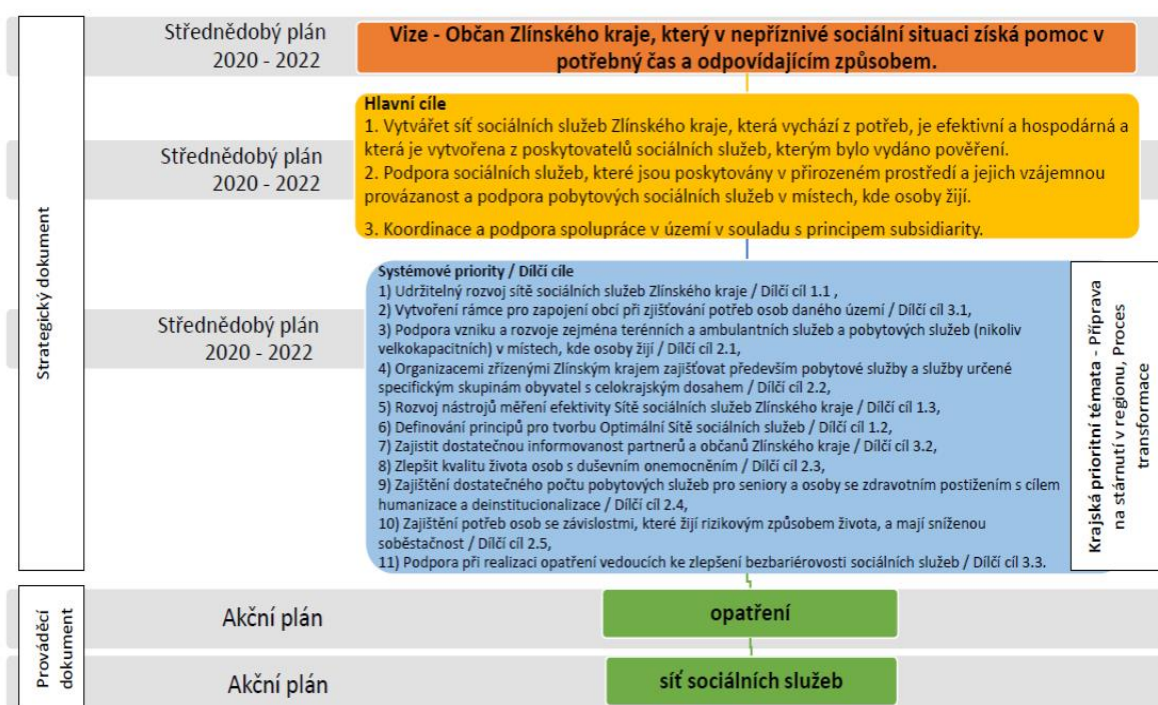 Strategický dokument
Střednědobý plán
2020 - 2022
Vize - Občan Zlínského kraje, který v nepříznivé sociální situaci získá pomoc v
potřebný čas a odpovídajícím způsobem.
Střednědobý plán
2020 - 2022
Hlavní cíle
1. Vytvářet síť sociálních služeb Zlínského kraje, která vychází z potřeb, je efektivní a hospodárná a
která je vytvořena z poskytovatelů sociálních služeb, kterým bylo vydáno pověření.
2. Podpora sociálních služeb, které jsou poskytovány v přirozeném prostředí a jejich vzájemnou
provázanost a podpora pobytových sociálních služeb v místech, kde osoby žijí.
3. Koordinace a podpora spolupráce v území v souladu s principem subsidiarity.
Střednědobý plán
2020 - 2022
Systémové priority / Dílčí cíle
1) Udržitelný rozvoj sítě sociálních služeb Zlínského kraje / Dílčí cíl 1.1 ,
2) Vytvoření rámce pro zapojení obcí při zjišťování potřeb osob daného území / Dílčí cíl 3.1,
3) Podpora vzniku a rozvoje zejména terénních a ambulantních služeb a pobytových služeb (nikoliv
velkokapacitních) v místech, kde osoby žijí / Dílčí cíl 2.1,
4) Organizacemi zřízenými Zlínským krajem zajišťovat především pobytové služby a služby určené
specifickým skupinám obyvatel s celokrajským dosahem / Dílčí cíl 2.2,
5) Rozvoj nástrojů měření efektivity Sítě sociálních služeb Zlínského kraje / Dílčí cíl 1.3,
6) Definování principů pro tvorbu Optimální Sítě sociálních služeb / Dílčí cíl 1.2,
7) Zajistit dostatečnou informovanost partnerů a občanů Zlínského kraje / Dílčí cíl 3.2,
8) Zlepšit kvalitu života osob s duševním onemocněním / Dílčí cíl 2.3,
9) Zajištění dostatečného počtu pobytových služeb pro seniory a osoby se zdravotním postižením s cílem
humanizace a deinstitucionalizace / Dílčí cíl 2.4,
10) Zajištění potřeb osob se závislostmi, které žijí rizikovým způsobem života, a mají sníženou
soběstačnost / Dílčí cíl 2.5,
11) Podpora při realizaci opatření vedoucích ke zlepšení bezbariérovosti sociálních služeb / Dílčí cíl 3.3.
Krajská prioritní témata - Příprava
na stárnutí v regionu, Proces
transformace
Prováděcí
dokument
Akční plán
opatření
Akční plán
síť sociálních služeb